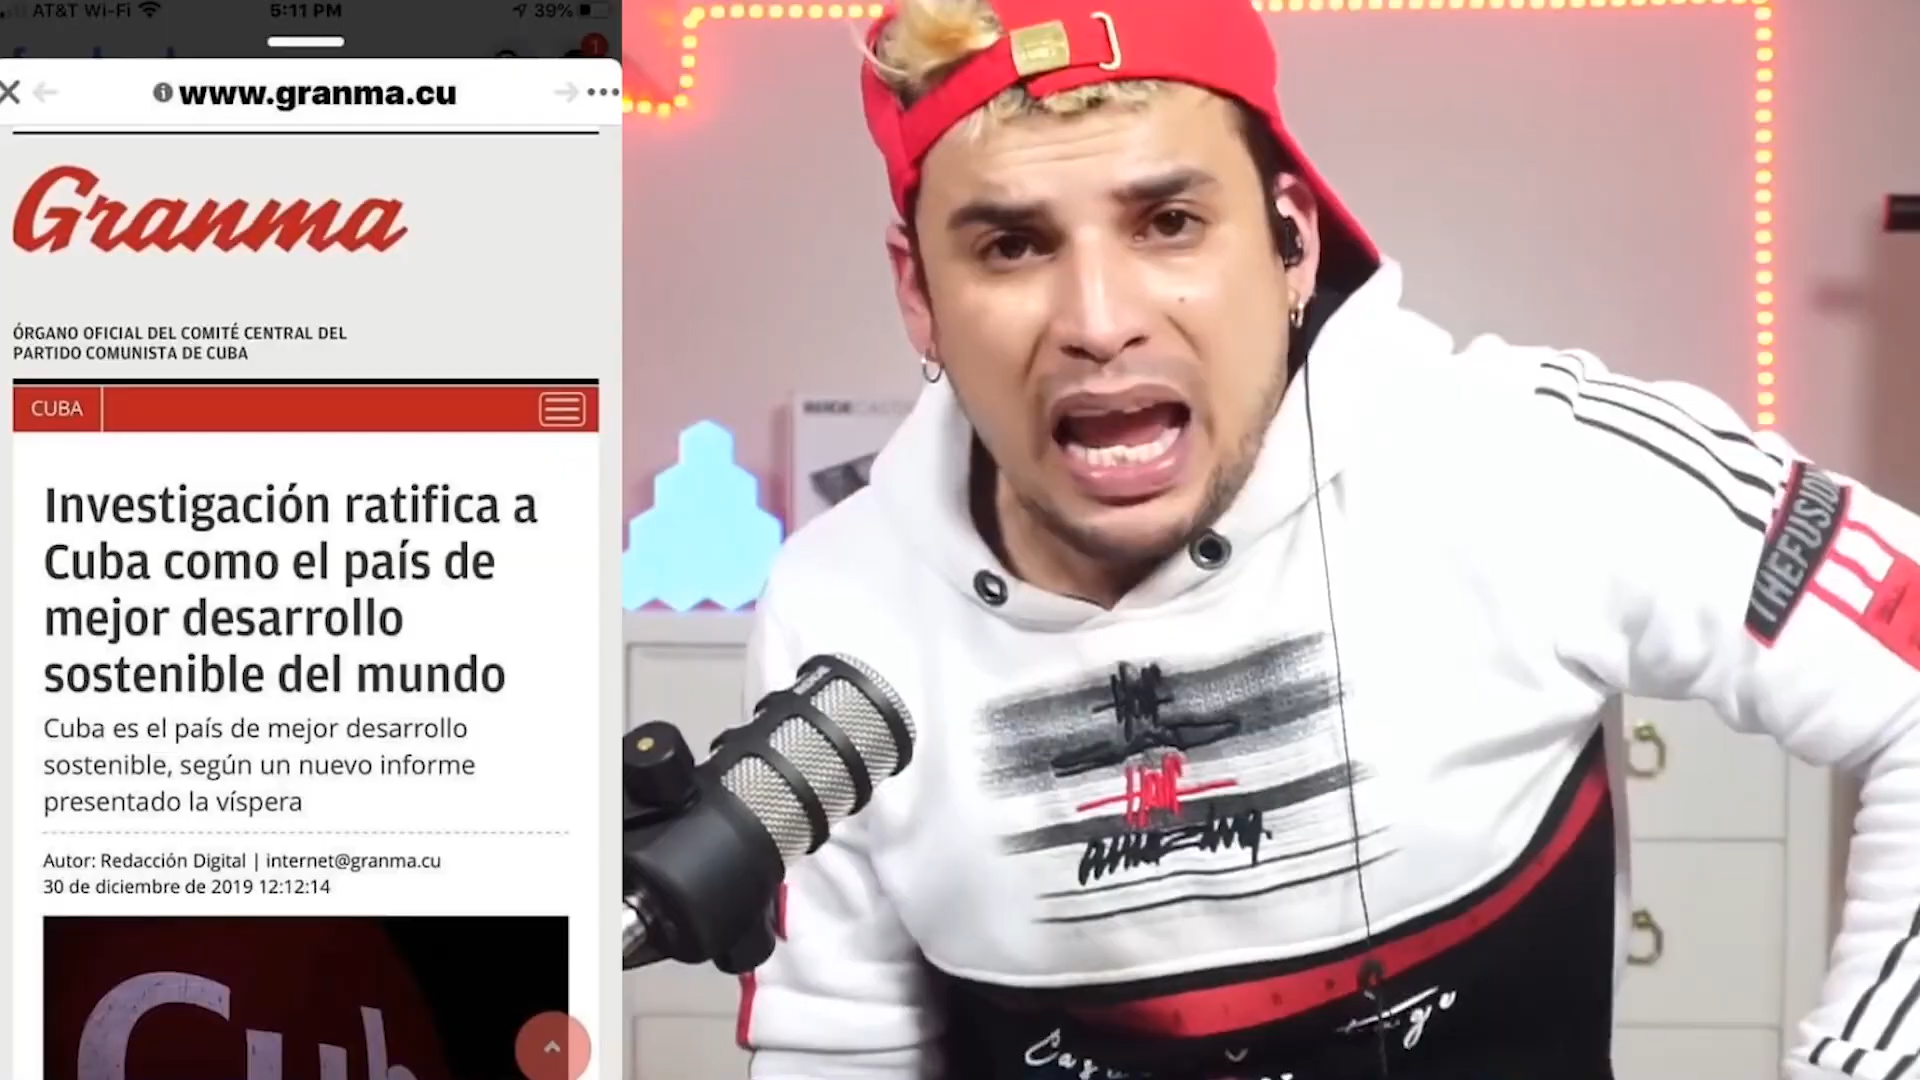 AT&T Wi-Fi 5:11 PM 39%
1
www.granma.cu
Granma
ÓRGANO OFICIAL DEL COMITÉ CENTRAL DEL
PARTIDO COMUNISTA DE CUBA
CUBA
Investigación ratifica a
Cuba como el país de
mejor desarrollo
sostenible del mundo
Cuba es el país de mejor desarrollo
sostenible, según un nuevo informe
presentado la víspera
Autor: Redacción Digital | internet@granma.cu
30 de diciembre de 2019 12:12:14
Cub
THEFUSION
amazing.